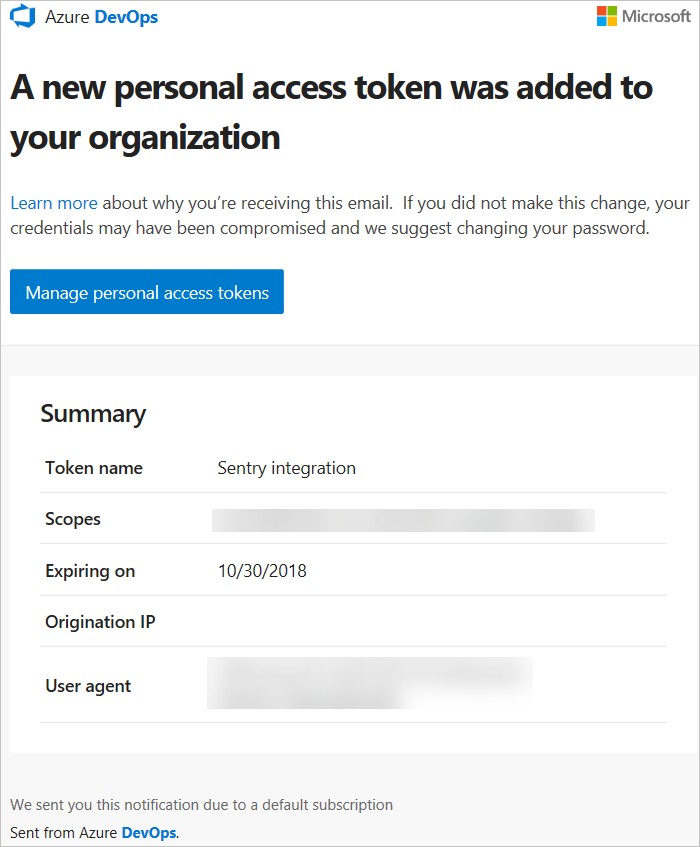 Azure DevOps
Microsoft
A new personal access token was added to
your organization
Learn more about why you’re receiving this email.  If you did not make this change, your
credentials may have been compromised and we suggest changing your password.
Manage personal access tokens
Summary
Token name Sentry integration
Scopes
Expiring on 10/30/2018
Origination IP
User agent
We sent you this notification due to a default subscription
Sent from Azure DevOps.